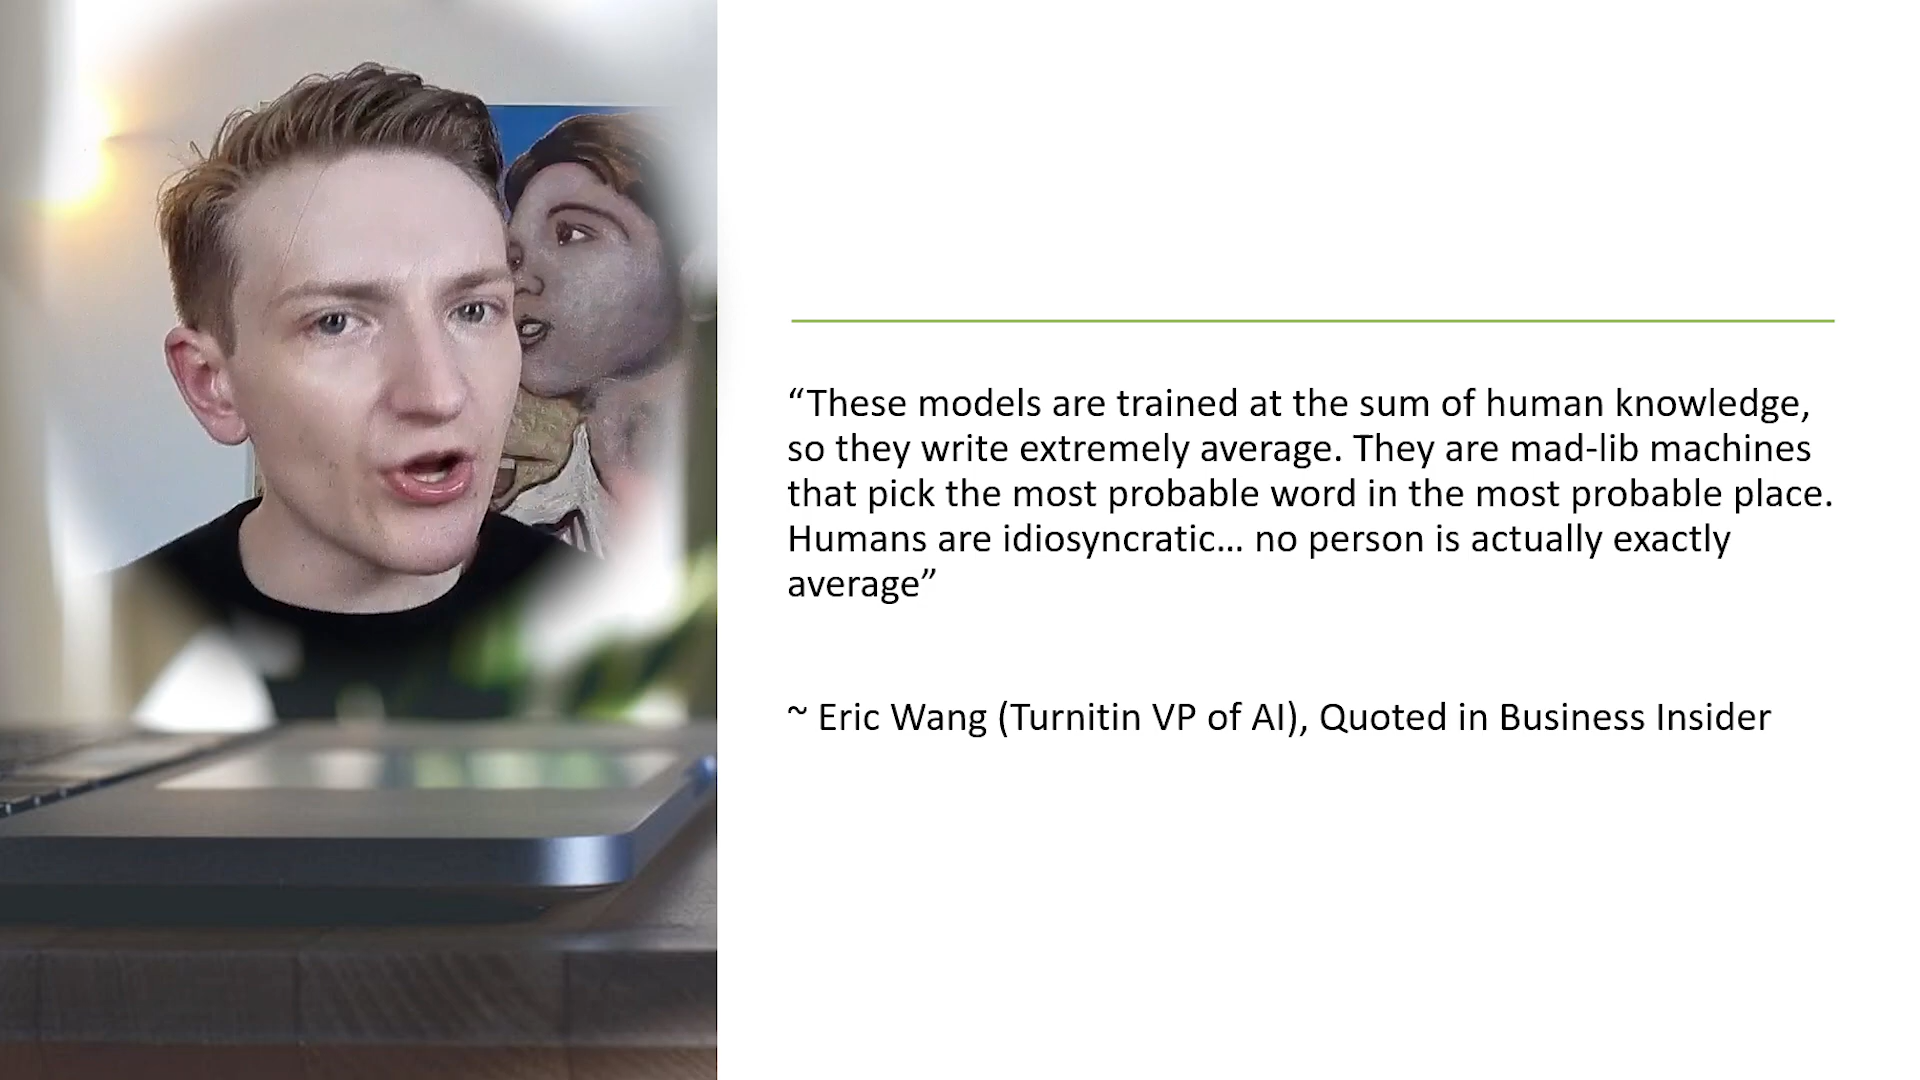 “These models are trained at the sum of human knowledge,
so they write extremely average. They are mad-lib machines
that pick the most probable word in the most probable place.
Humans are idiosyncratic… no person is actually exactly
average”
~ Eric Wang (Turnitin VP of AI), Quoted in Business Insider